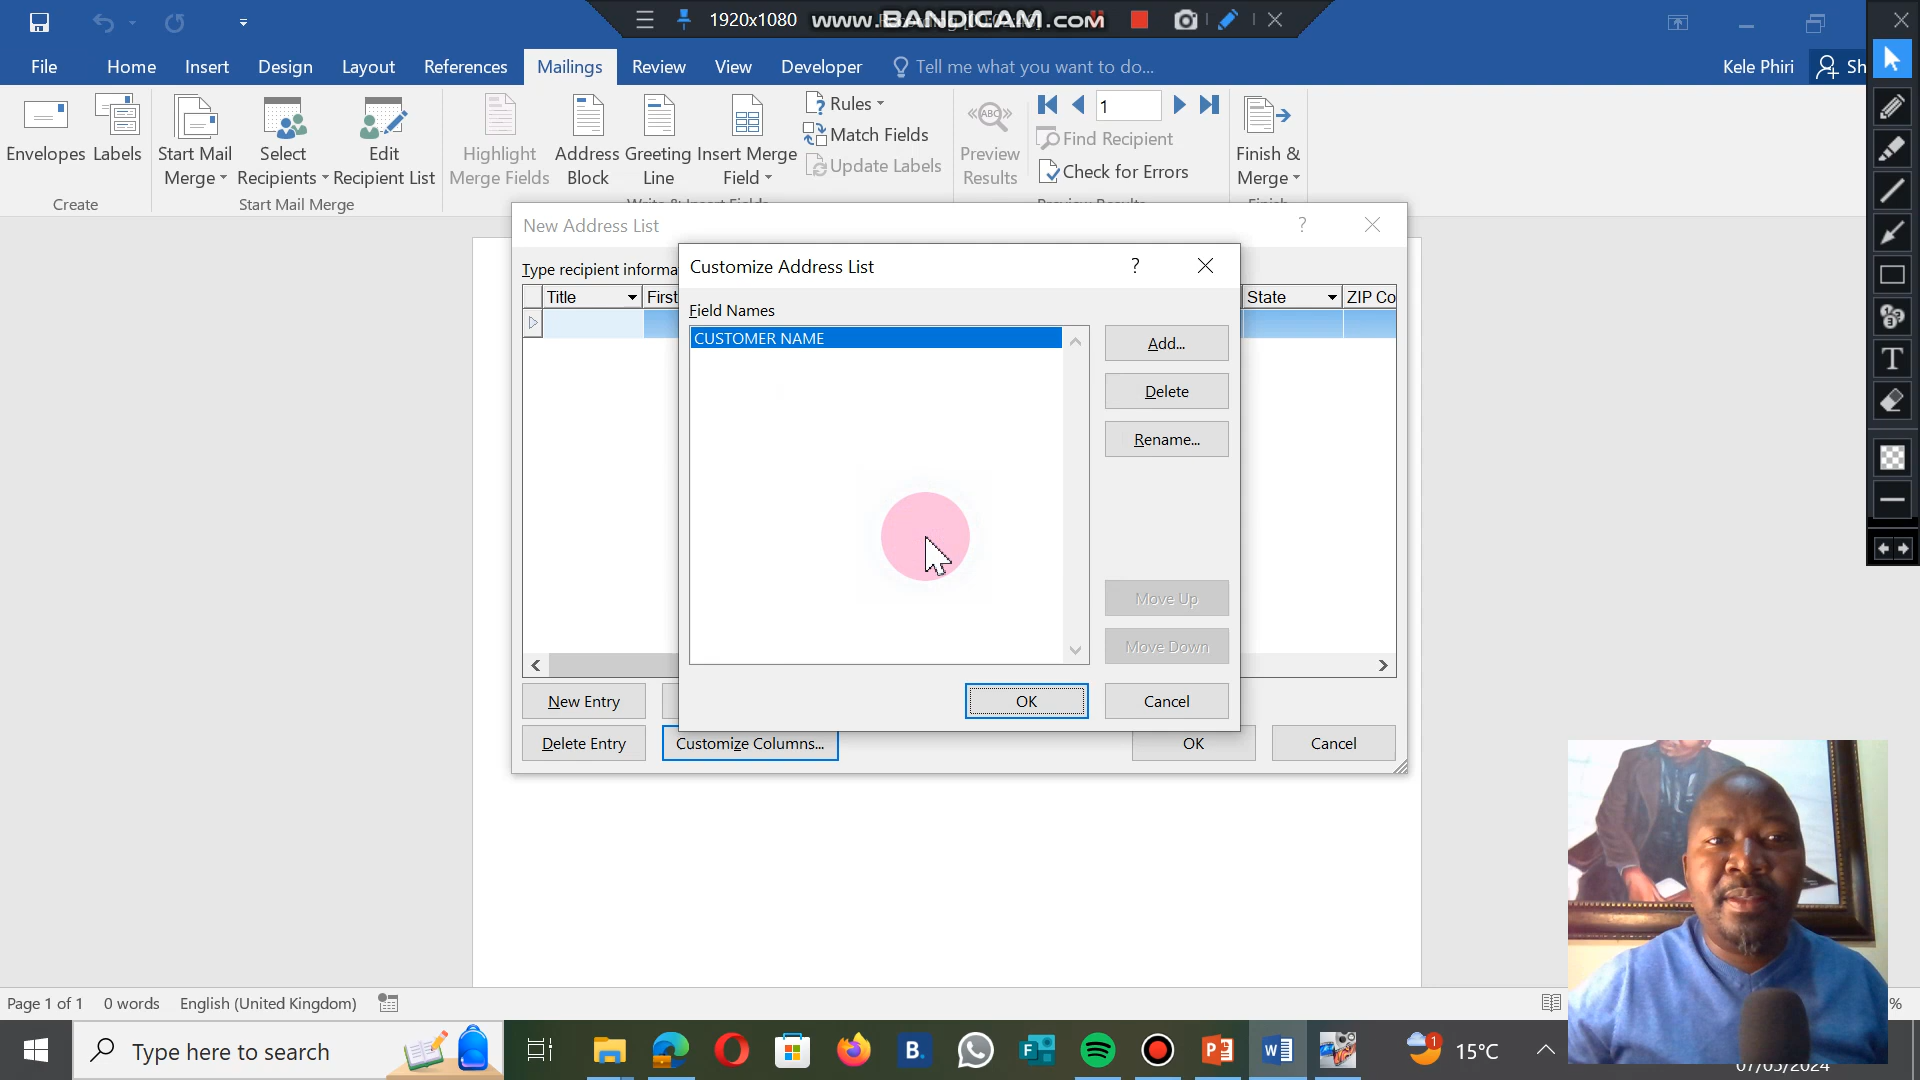 1920x1080 www.BANDICAM.com
File Home Insert Design Layout References Mailings Review View Developer Tell me what you want to do... Kele Phiri Sh
Envelopes Labels Start Mail Merge Select Recipients Edit Recipient List Highlight Merge Fields Address Block Greeting Line Insert Merge Field Rules Match Fields Update Labels Preview Results 1 Find Recipient Check for Errors Finish & Merge
Create Start Mail Merge
New Address List ?
Customize Address List ?
Type recipient informa
Title First State ZIP Co
Field Names
CUSTOMER NAME
Add...
Delete
Rename...
Move Up
Move Down
OK Cancel
New Entry
Delete Entry Customize Columns... OK Cancel
Page 1 of 1 0 words English (United Kingdom) %
Type here to search B. 1 15°C
07/05/2024